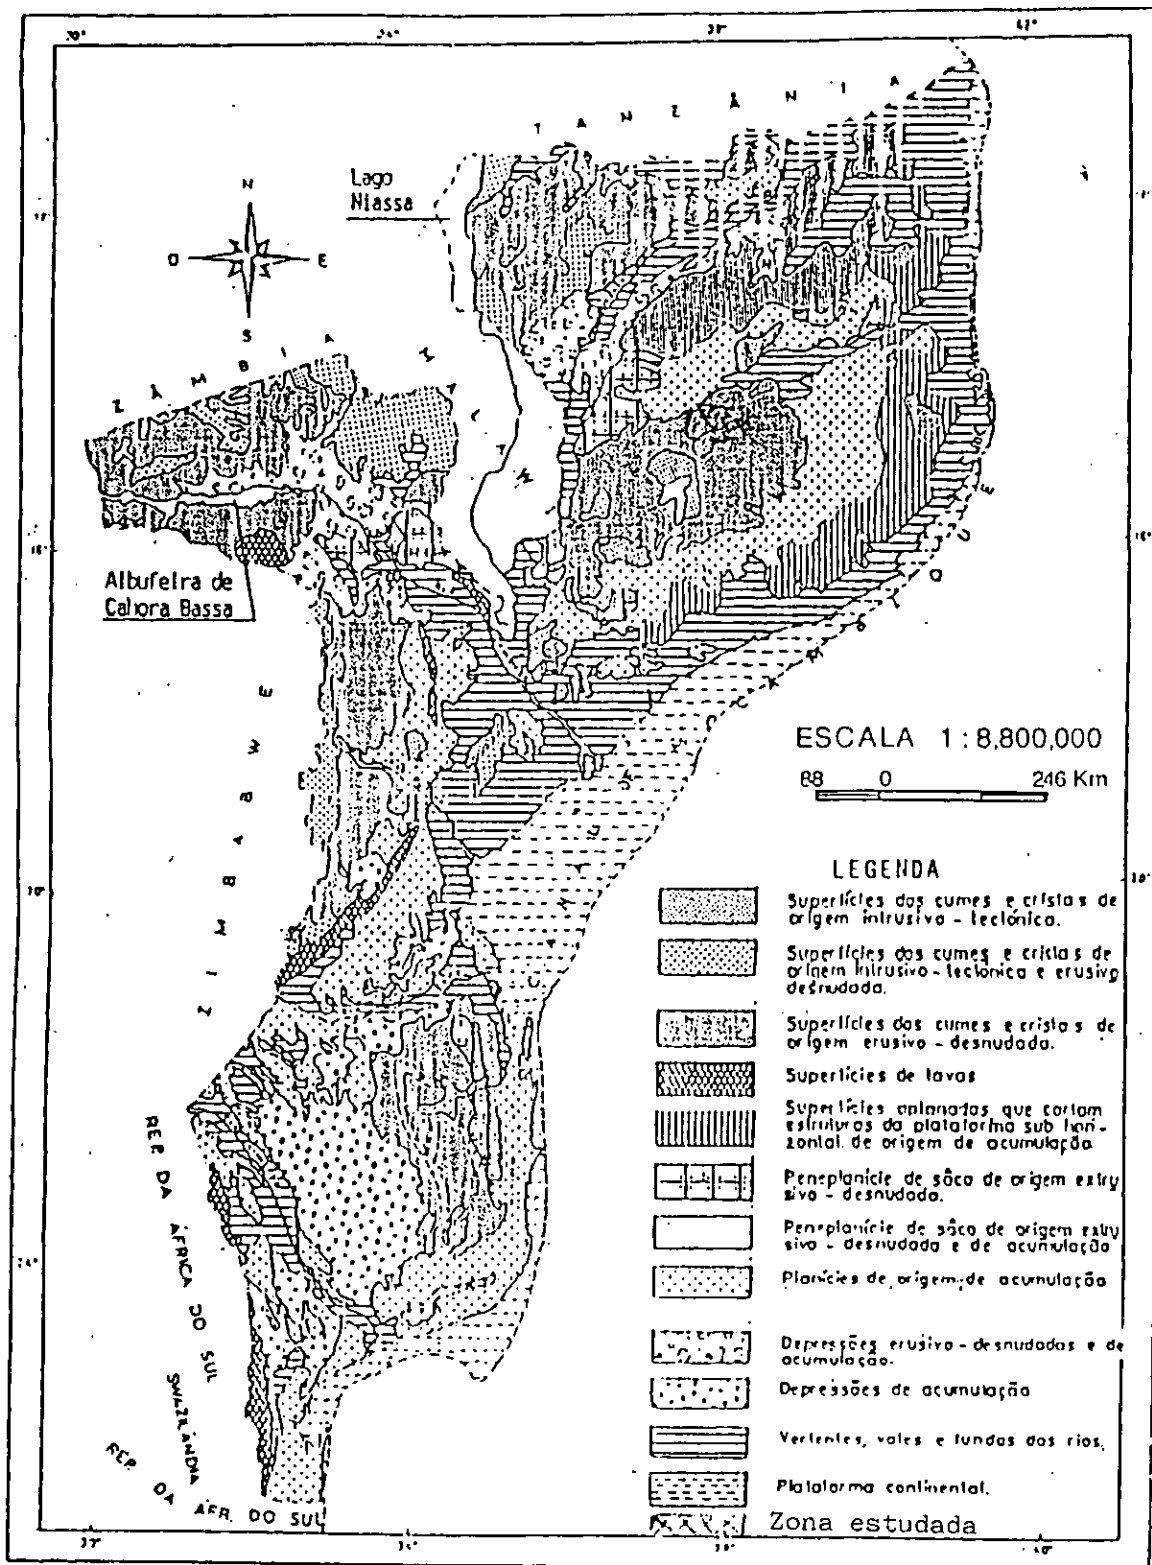 TANZÂNIA
Lago
Niassa
N
O E
S
ZÂMBIA
Albufeira de
Cahora Bassa
ZIMBABWE
ESCALA 1:8,800,000
88 0 246 Km
LEGENDA
Superfícies dos cumes e cristas de
origem intrusivo - tectónica.
Superfícies dos cumes e cristas de
origem intrusivo - tectónica e erusivo
desnudada.
Superfícies dos cumes e cristas de
origem erusivo - desnudada.
Superfícies de lavas
Superfícies aplanadas que cortam
estruturas da plataforma sub hori-
zontal de origem de acumulação
Peneplanície de sôco de origem extru
sivo - desnudada.
Peneplanície de sôco de origem extru
sivo - desnudada e de acumulação
Planícies de origem de acumulação
Depressões erusivo - desnudadas e de
acumulação.
Depressões de acumulação
Vertentes, vales e fundos dos rios.
Plataforma continental.
Zona estudada
REP. DA ÁFRICA DO SUL
SWAZILÂNDIA
REP. DA AFR. DO SUL